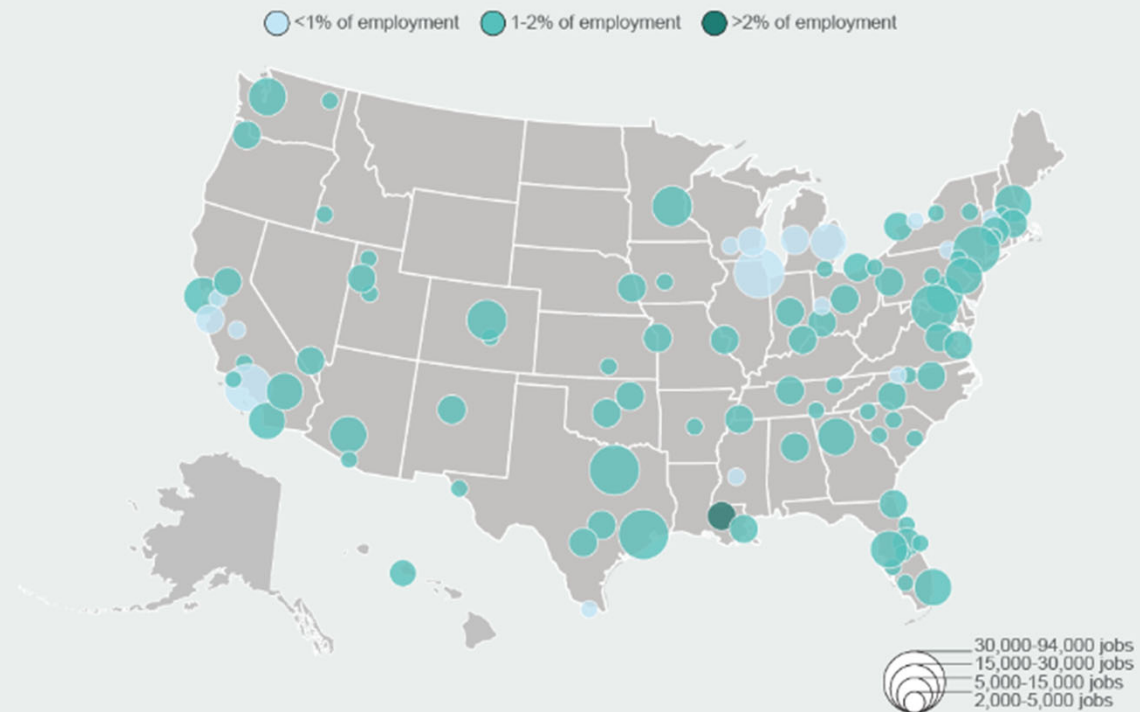 <1% of employment 1-2% of employment >2% of employment
30,000-94,000 jobs
15,000-30,000 jobs
5,000-15,000 jobs
2,000-5,000 jobs